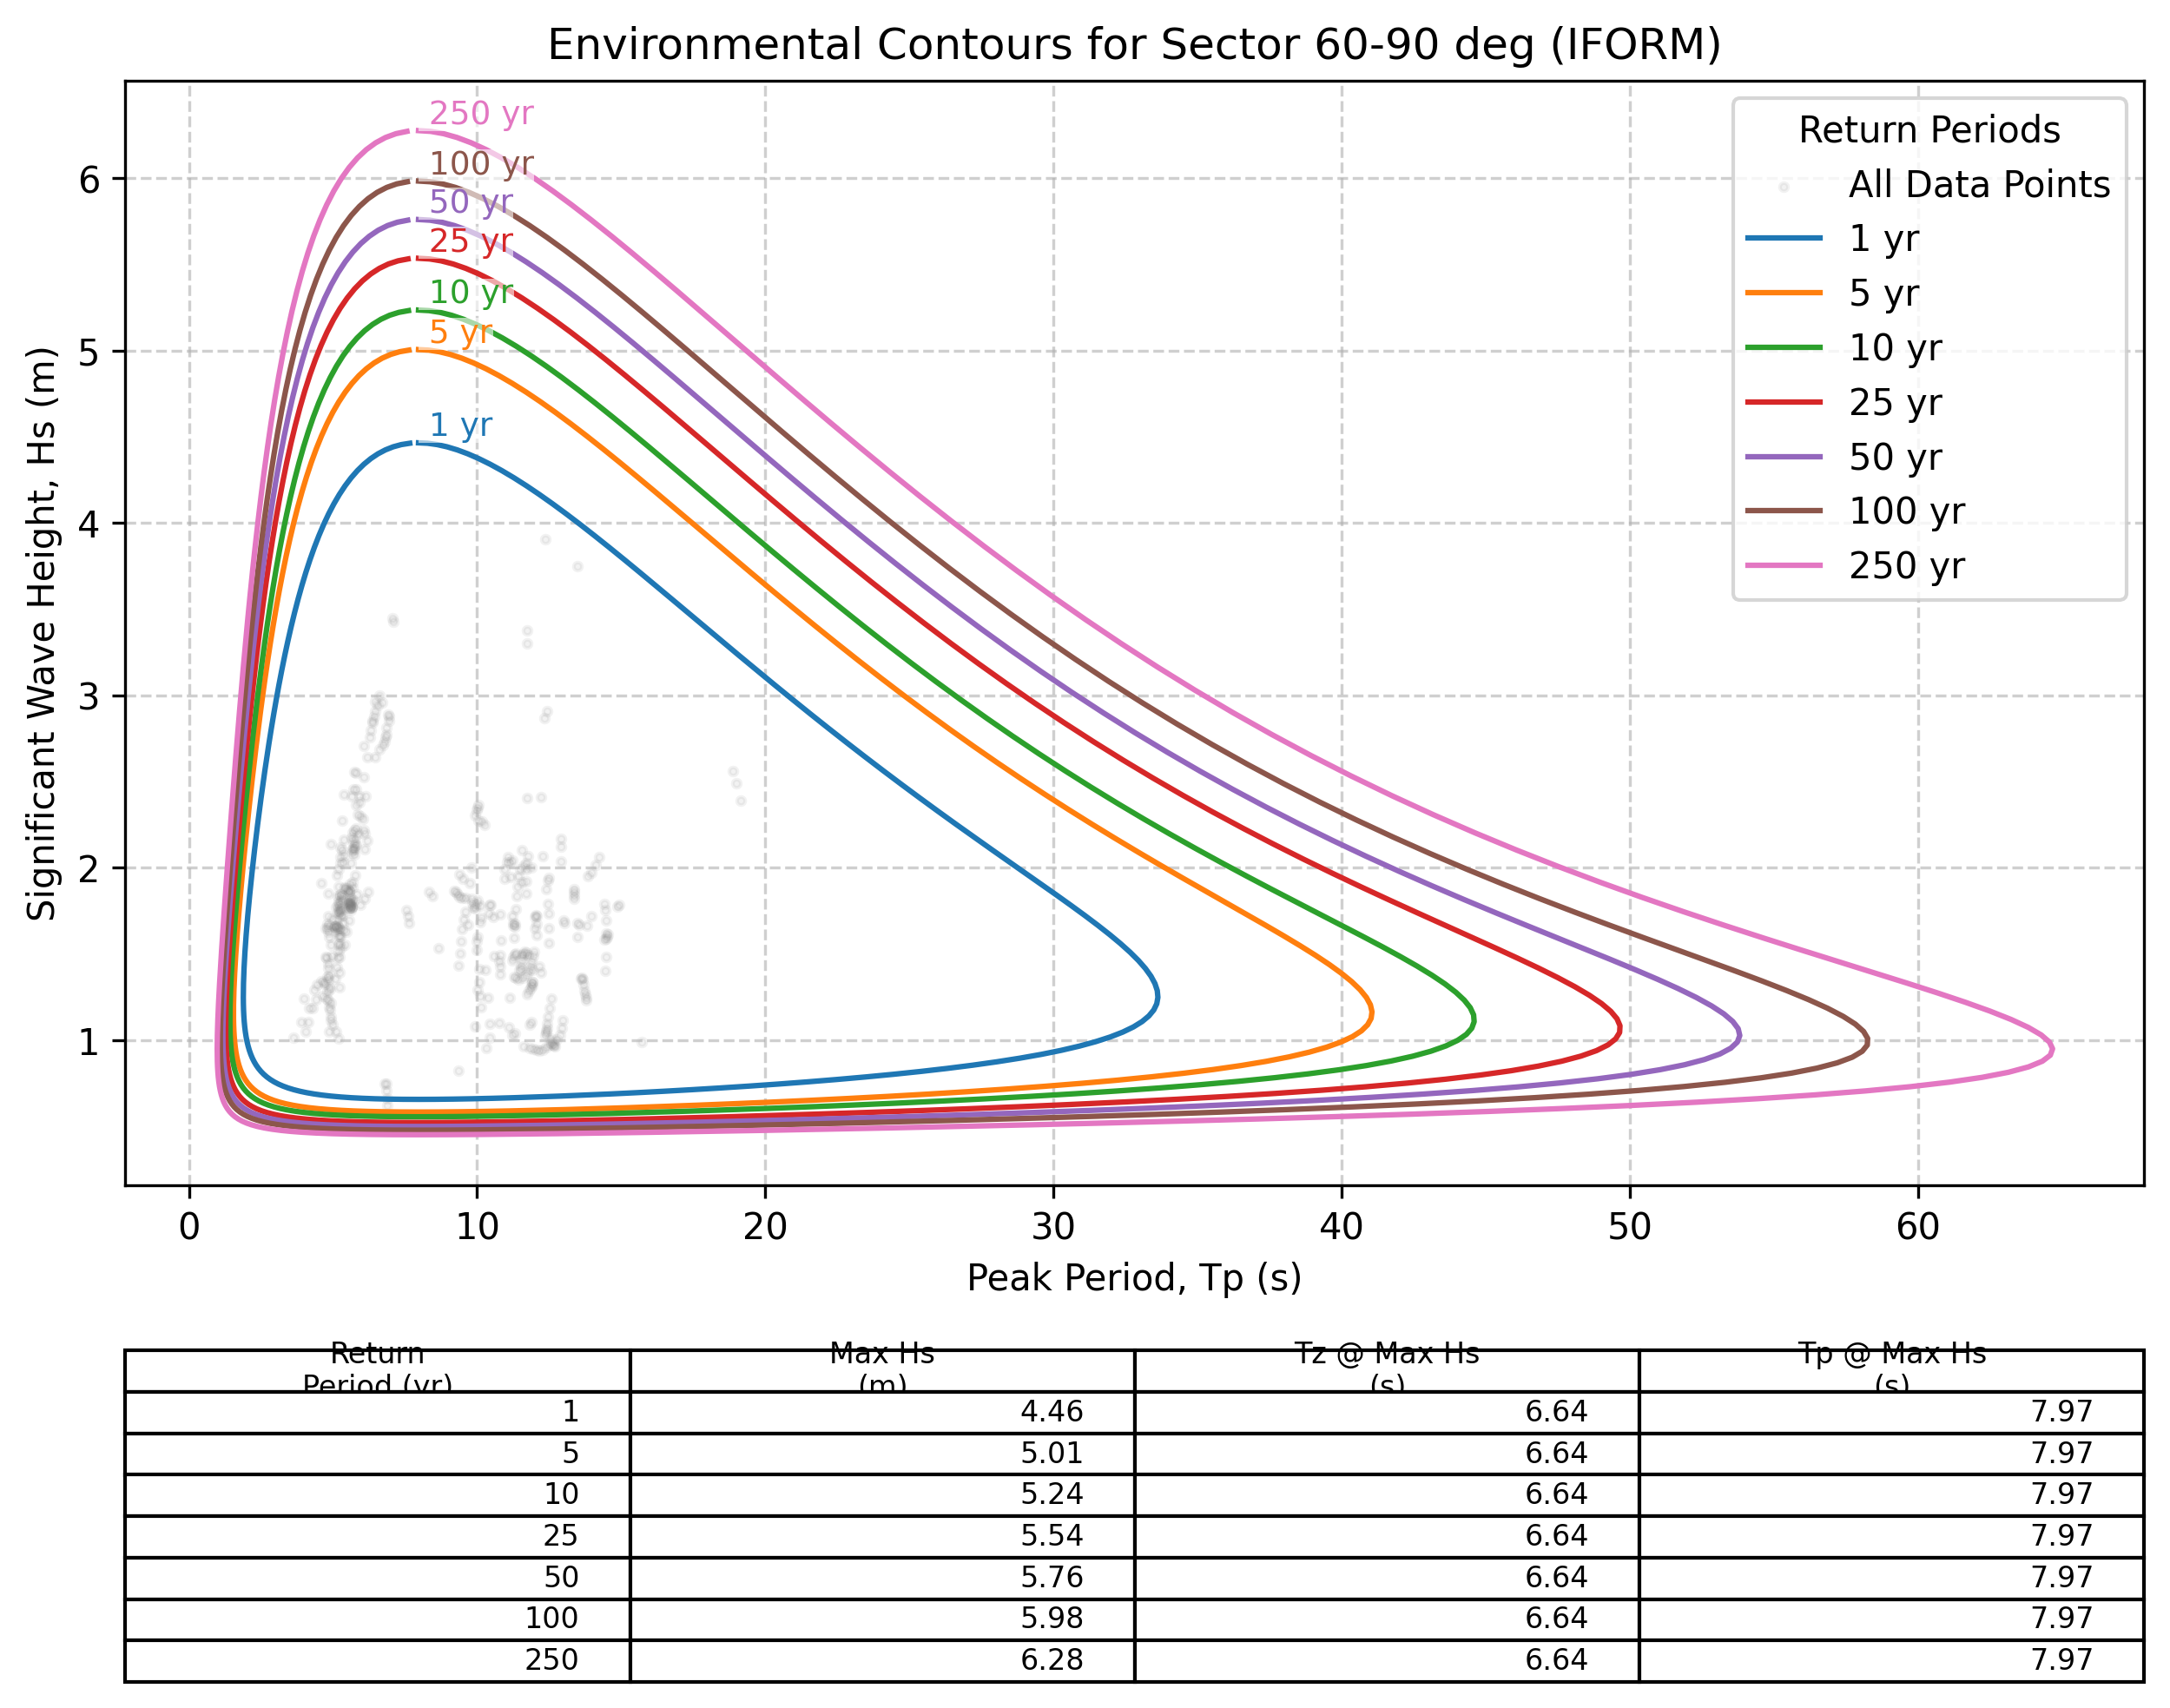 Environmental Contours for Sector 60-90 deg (IFORM)
250 yr
100 yr
50 yr
25 yr
10 yr
5 yr
1 yr
Return Periods
All Data Points
1 yr
5 yr
10 yr
25 yr
50 yr
100 yr
250 yr
Significant Wave Height, Hs (m)
6
5
4
3
2
1
0 10 20 30 40 50 60
Peak Period, Tp (s)
Return Period (yr) Max Hs (m) Tz @ Max Hs (s) Tp @ Max Hs (s)
1 4.46 6.64 7.97
5 5.01 6.64 7.97
10 5.24 6.64 7.97
25 5.54 6.64 7.97
50 5.76 6.64 7.97
100 5.98 6.64 7.97
250 6.28 6.64 7.97